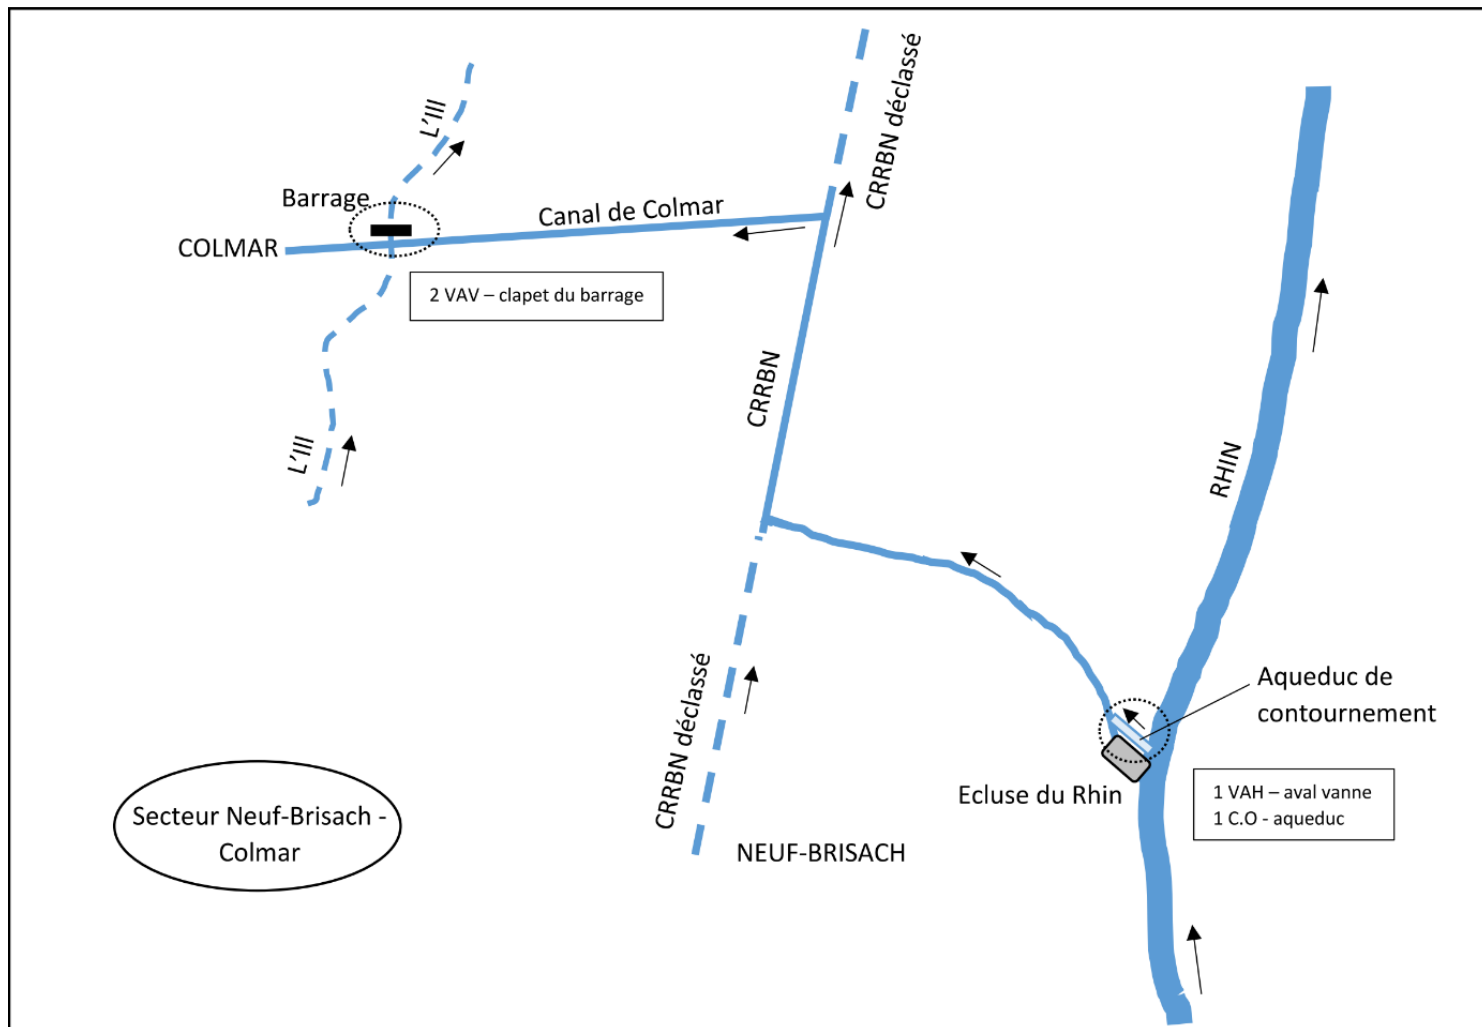 L'Ill
CRRBN déclassé
Barrage
Canal de Colmar
COLMAR
2 VAV – clapet du barrage
CRRBN
L'Ill
RHIN
Aqueduc de
contournement
CRRBN déclassé
Ecluse du Rhin
1 VAH – aval vanne
1 C.O - aqueduc
Secteur Neuf-Brisach -
Colmar
NEUF-BRISACH